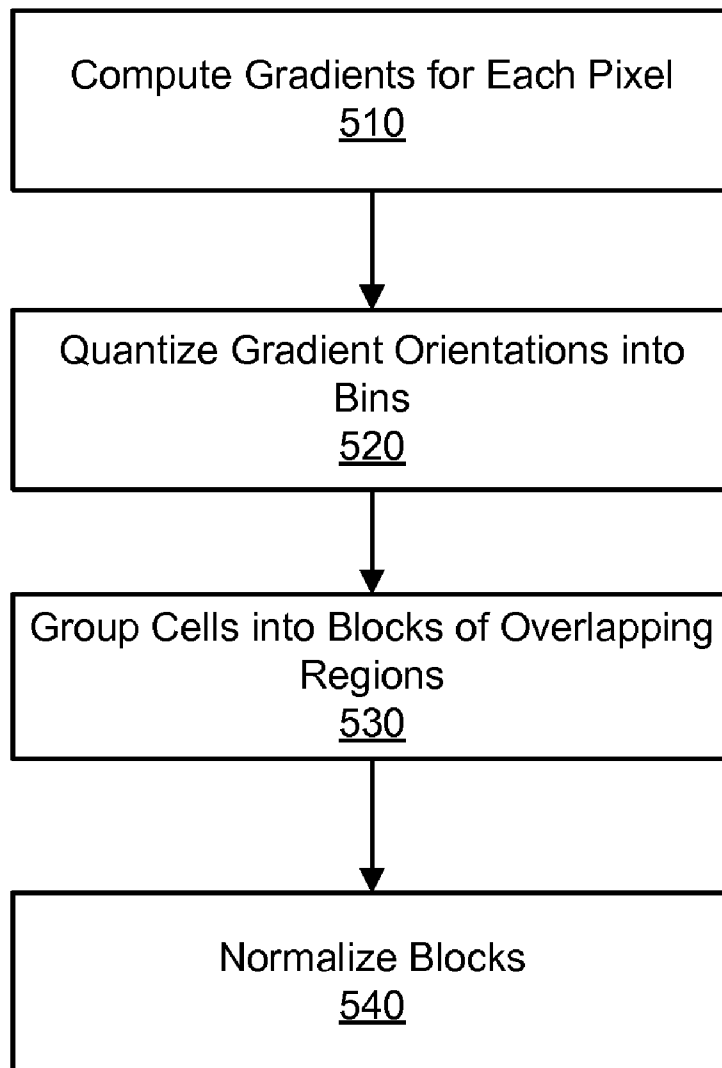 Compute Gradients for Each Pixel
510
Quantize Gradient Orientations into
Bins
520
Group Cells into Blocks of Overlapping
Regions
530
Normalize Blocks
540